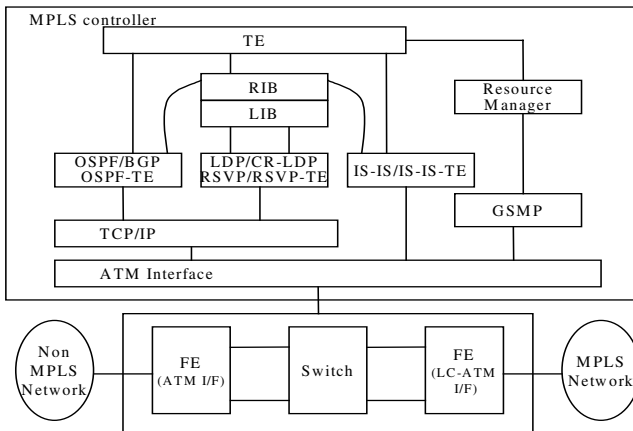 MPLS controller
TE
RIB
LIB
Resource
Manager
OSPF/BGP
OSPF-TE
LDP/CR-LDP
RSVP/RSVP-TE
IS-IS/IS-IS-TE
GSMP
TCP/IP
ATM Interface
Non
MPLS
Network
FE
(ATM I/F)
Switch
FE
(LC-ATM
I/F)
MPLS
Network